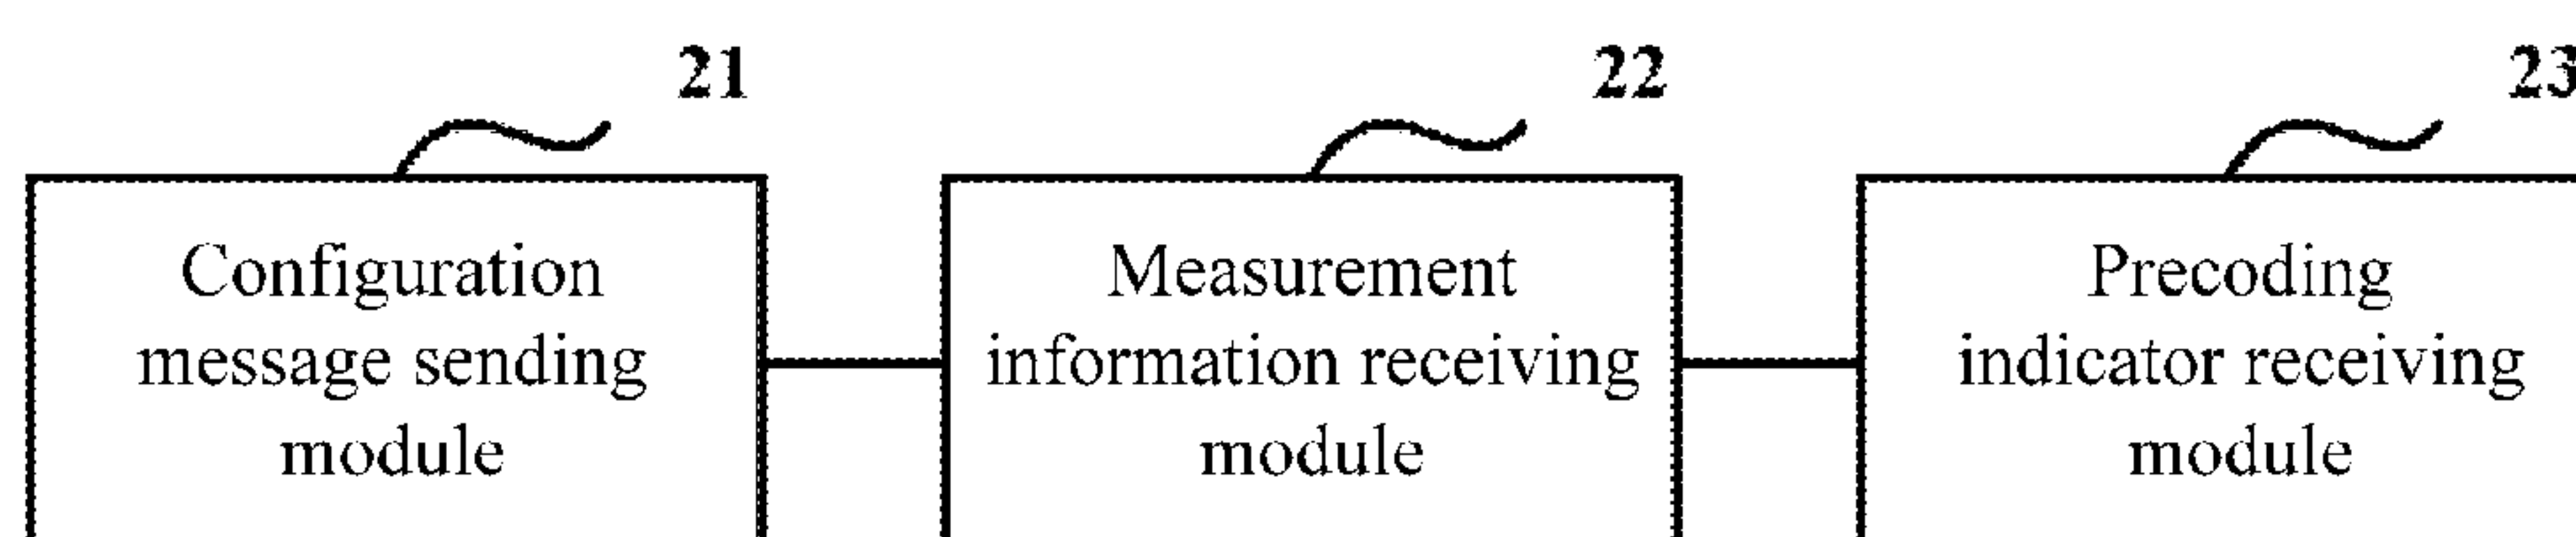 21
22
23
Configuration
message sending
module
Measurement
information receiving
module
Precoding
indicator receiving
module